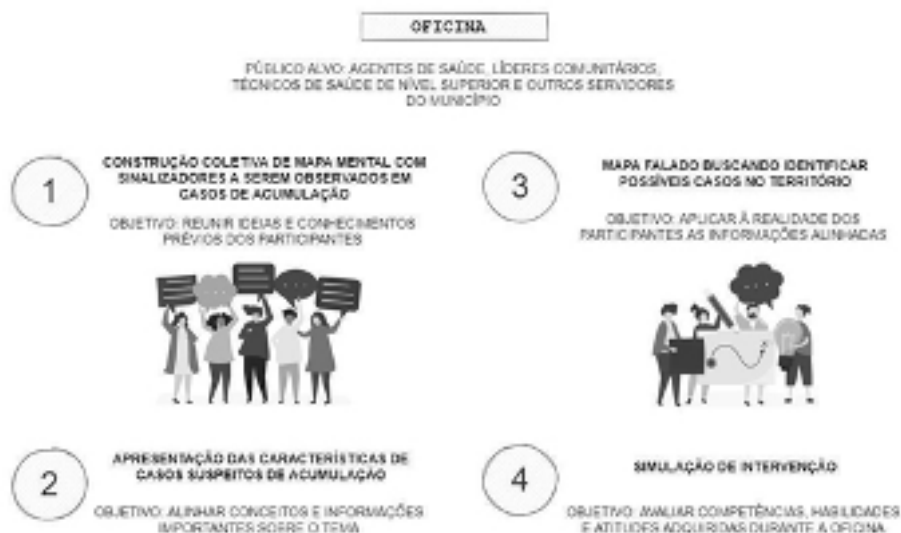 OFICINA
PÚBLICO ALVO: AGENTES DE SAÚDE, LÍDERES COMUNITÁRIOS,
TÉCNICOS DE SAÚDE DE NÍVEL SUPERIOR E OUTROS SERVIDORES
DO MUNICÍPIO
1
CONSTRUÇÃO COLETIVA DE MAPA MENTAL COM
SINALIZADORES A SEREM OBSERVADOS EM
CASOS DE ACUMULAÇÃO
OBJETIVO: REUNIR IDEIAS E CONHECIMENTOS
PRÉVIOS DOS PARTICIPANTES
2
APRESENTAÇÃO DAS CARACTERÍSTICAS DE
CASOS SUSPEITOS DE ACUMULAÇÃO
OBJETIVO: ALINHAR CONCEITOS E INFORMAÇÕES
IMPORTANTES SOBRE O TEMA
3
MAPA FALADO BUSCANDO IDENTIFICAR
POSSÍVEIS CASOS NO TERRITÓRIO
OBJETIVO: APLICAR À REALIDADE DOS
PARTICIPANTES AS INFORMAÇÕES ALINHADAS
4
SIMULAÇÃO DE INTERVENÇÃO
OBJETIVO: AVALIAR COMPETÊNCIAS, HABILIDADES
E ATITUDES ADQUIRIDAS DURANTE A OFICINA